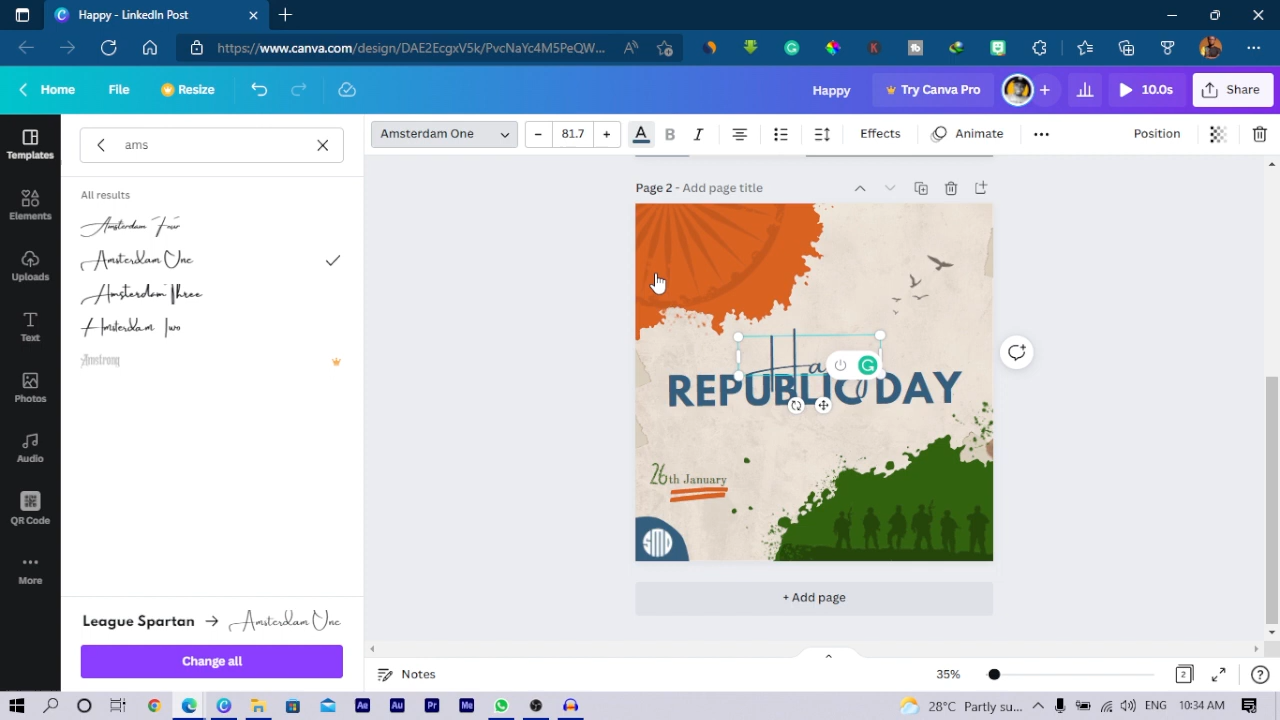 Happy - LinkedIn Post
https://www.canva.com/design/DAE2EcgxV5k/PvcNaYc4M5PeQW...
Home File Resize Happy Try Canva Pro 10.0s Share
ams
Amsterdam One 81.7 A B I Effects Animate Position
Templates
Elements
Uploads
Text
Photos
Audio
QR Code
More
All results
Amsterdam Four
Amsterdam One
Amsterdam Three
Amsterdam Two
Amstrong
League Spartan → Amsterdam One
Change all
Page 2 - Add page title
Ha
REPUBLIC DAY
26th January
SMD
+ Add page
Notes 35% 2
28°C Partly su... ENG 10:34 AM